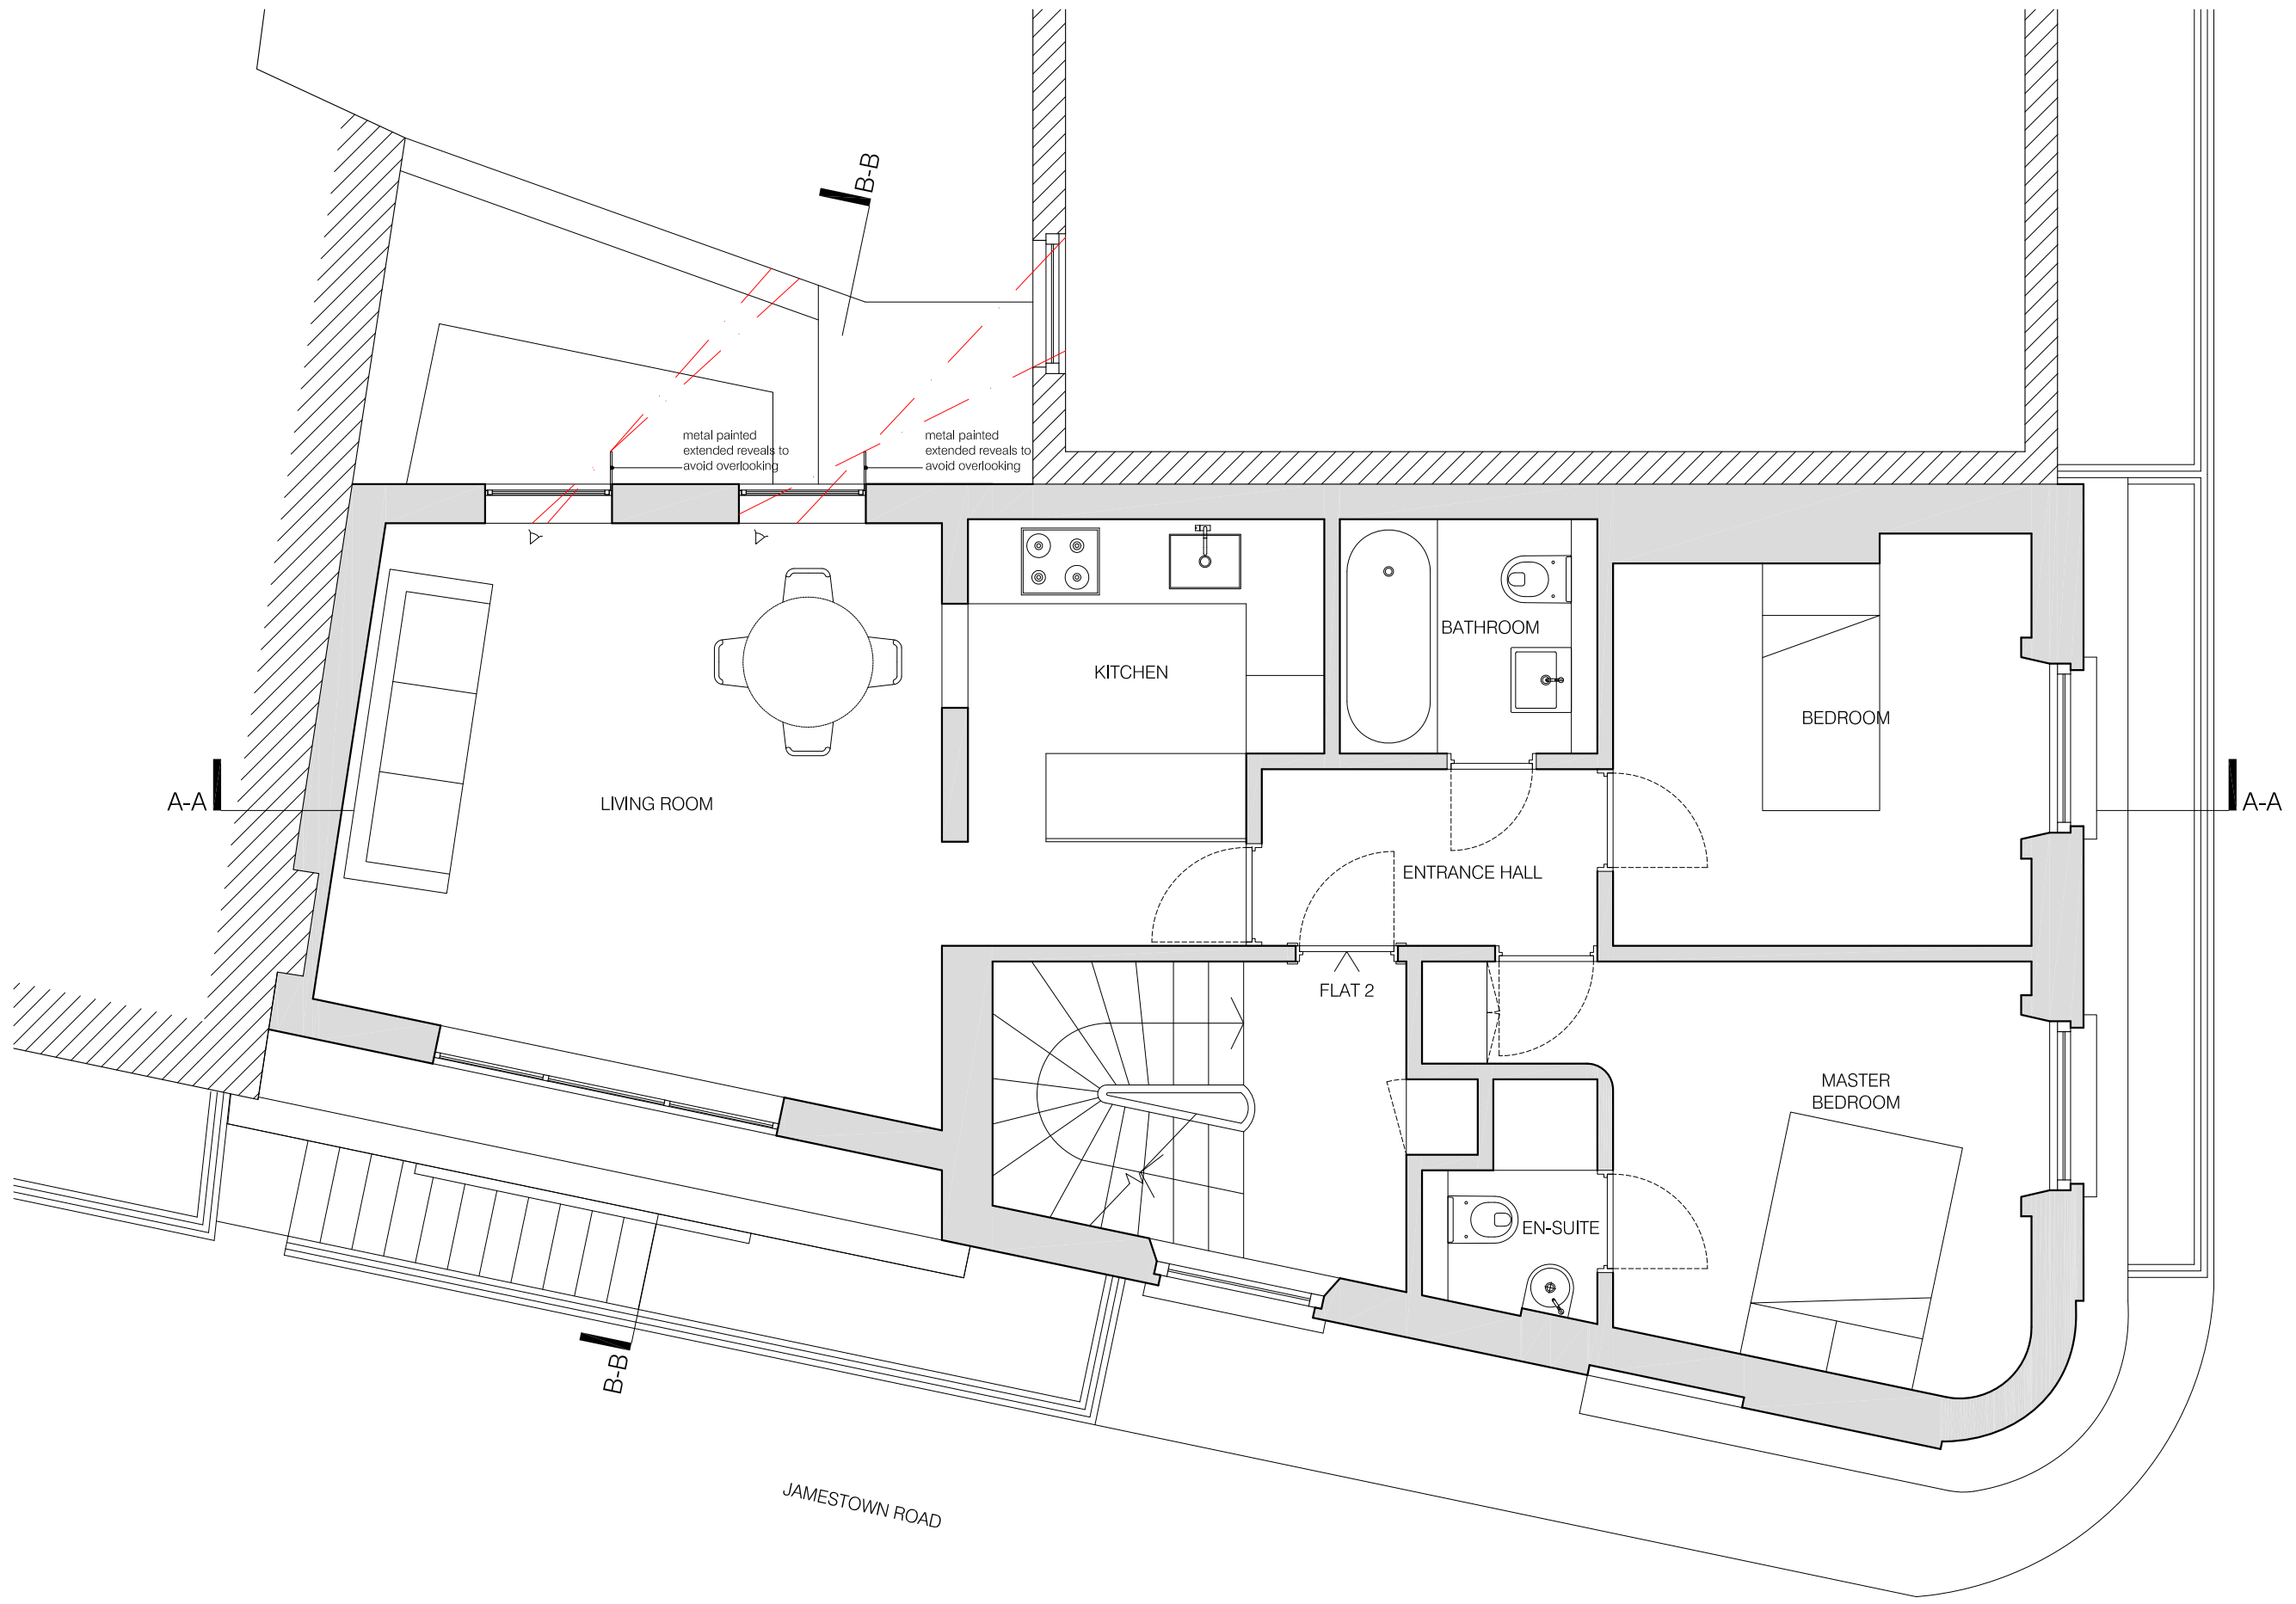 B-B
metal painted
extended reveals to
avoid overlooking
metal painted
extended reveals to
avoid overlooking
BATHROOM
KITCHEN
BEDROOM
A-A
LIVING ROOM
A-A
ENTRANCE HALL
FLAT 2
MASTER
BEDROOM
EN-SUITE
B-B
JAMESTOWN ROAD